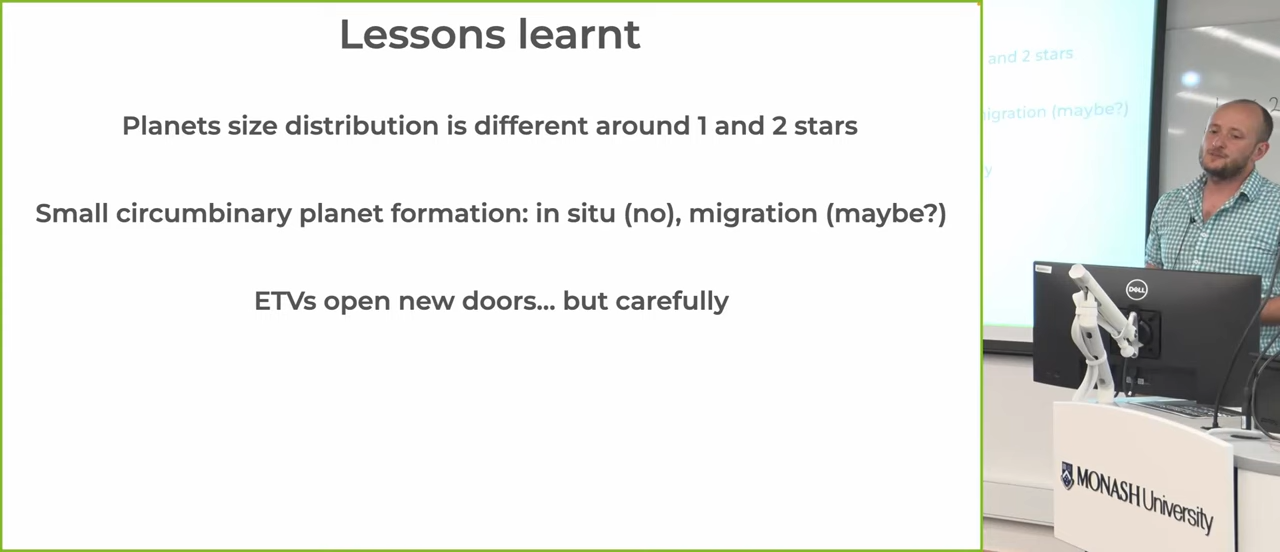 Lessons learnt
Planets size distribution is different around 1 and 2 stars
Small circumbinary planet formation: in situ (no), migration (maybe?)
ETVs open new doors... but carefully
and 2 stars
migration (maybe?)
y
DELL
MONASH University